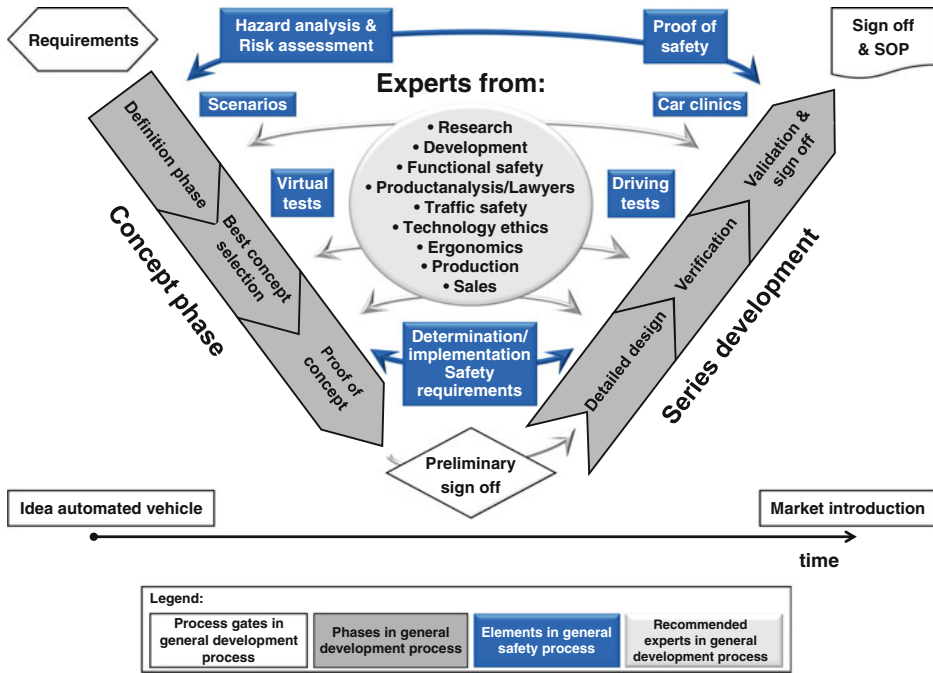 Requirements
Hazard analysis &
Risk assessment
Proof of
safety
Sign off
& SOP
Experts from:
Scenarios
Car clinics
• Research
• Development
• Functional safety
• Productanalysis/Lawyers
• Traffic safety
• Technology ethics
• Ergonomics
• Production
• Sales
Virtual
tests
Driving
tests
Definition phase
Best concept
selection
Proof of
concept
Concept phase
Validation &
sign off
Verification
Detailed design
Series development
Determination/
implementation
Safety
requirements
Preliminary
sign off
Idea automated vehicle
Market introduction
time
Legend:
Process gates in
general development
process
Phases in general
development process
Elements in general
safety process
Recommended
experts in general
development process